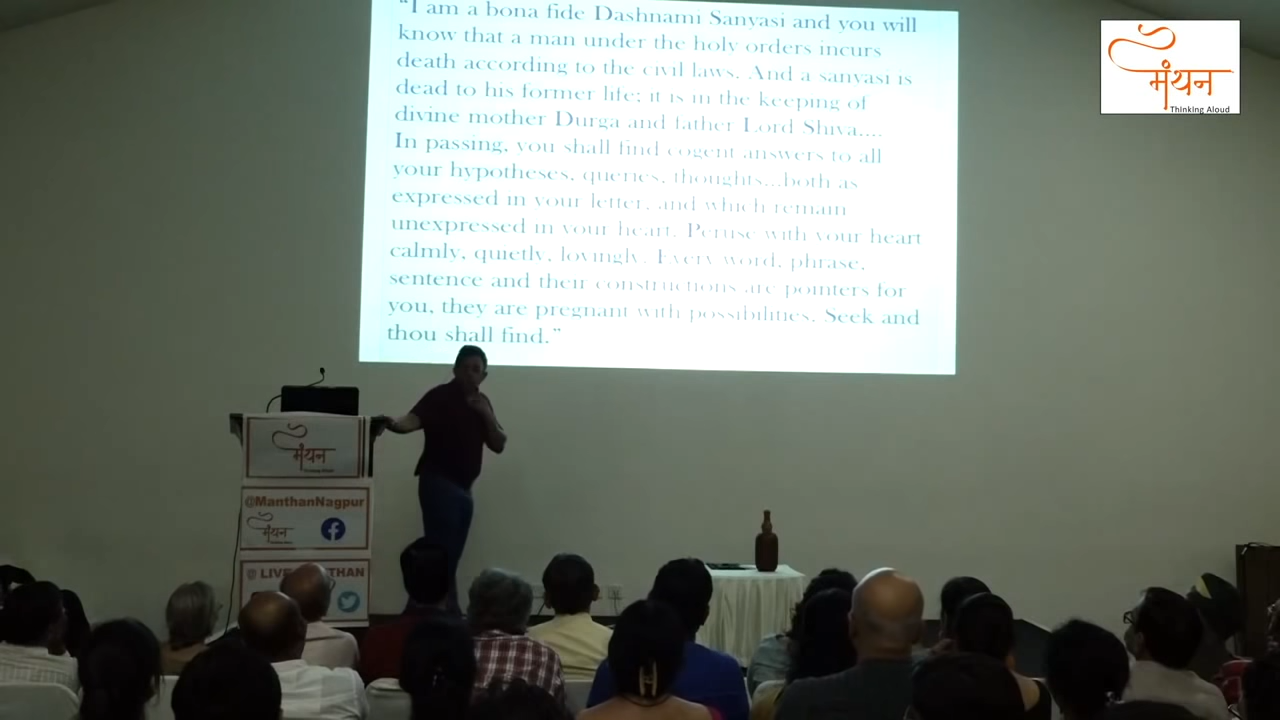 “I am a bona fide Dashnami Sanyasi and you will
know that a man under the holy orders incurs
death according to the civil laws. And a sanyasi is
dead to his former life; it is in the keeping of
divine mother Durga and father Lord Shiva....
In passing, you shall find cogent answers to all
your hypotheses, queries, thoughts...both as
expressed in your letter, and which remain
unexpressed in your heart. Peruse with your heart
calmly, quietly, lovingly. Every word, phrase,
sentence and their constructions are pointers for
you, they are pregnant with possibilities. Seek and
thou shall find.”
मंथन
Thinking Aloud
मंथन
Thinking Aloud
@ManthanNagpur
मंथन
@ LIVE THAN